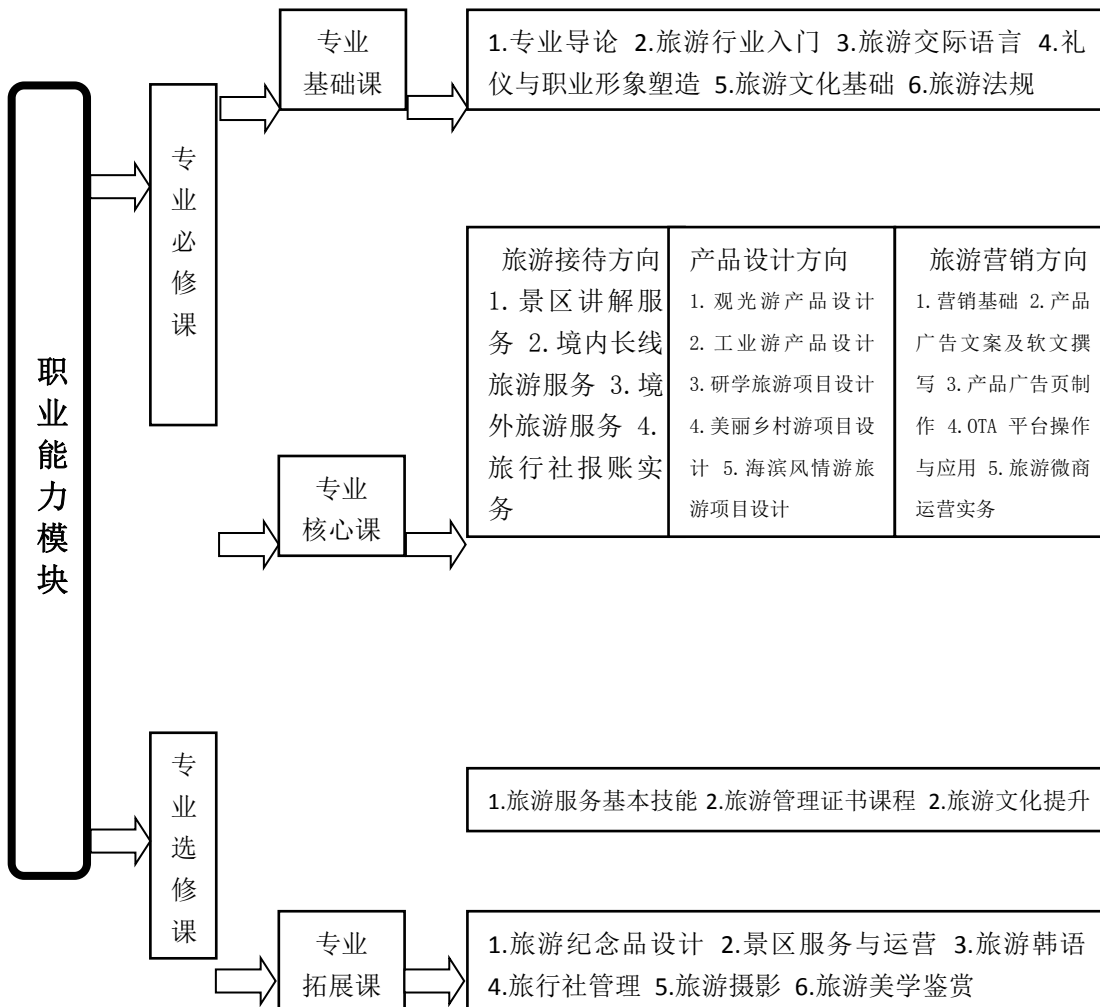 职业能力模块
专业必修课
专业
基础课
1.专业导论 2.旅游行业入门 3.旅游交际语言 4.礼
仪与职业形象塑造 5.旅游文化基础 6.旅游法规
专业
核心课
旅游接待方向
1.景区讲解服
务 2.境内长线
旅游服务 3.境
外旅游服务 4.
旅行社报账实
务
产品设计方向
1. 观光游产品设计
2. 工业游产品设计
3.研学旅游项目设计
4.美丽乡村游项目设
计 5.海滨风情游旅
游项目设计
旅游营销方向
1.营销基础 2.产品
广告文案及软文撰
写 3.产品广告页制
作 4.OTA 平台操作
与应用 5.旅游微商
运营实务
专业选修课
1.旅游服务基本技能 2.旅游管理证书课程 2.旅游文化提升
专业
拓展课
1.旅游纪念品设计 2.景区服务与运营 3.旅游韩语
4.旅行社管理 5.旅游摄影 6.旅游美学鉴赏